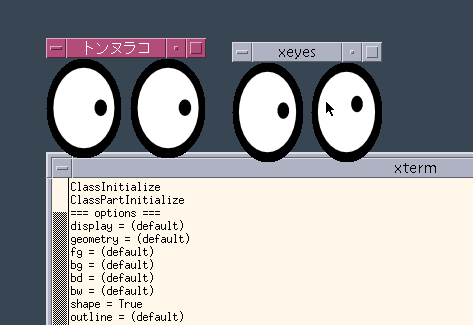 トンヌラコ
xeyes
xterm
ClassInitialize
ClassPartInitialize
=== options ===
display = (default)
geometry = (default)
fg = (default)
bg = (default)
bd = (default)
bw = (default)
shape = True
outline = (default)